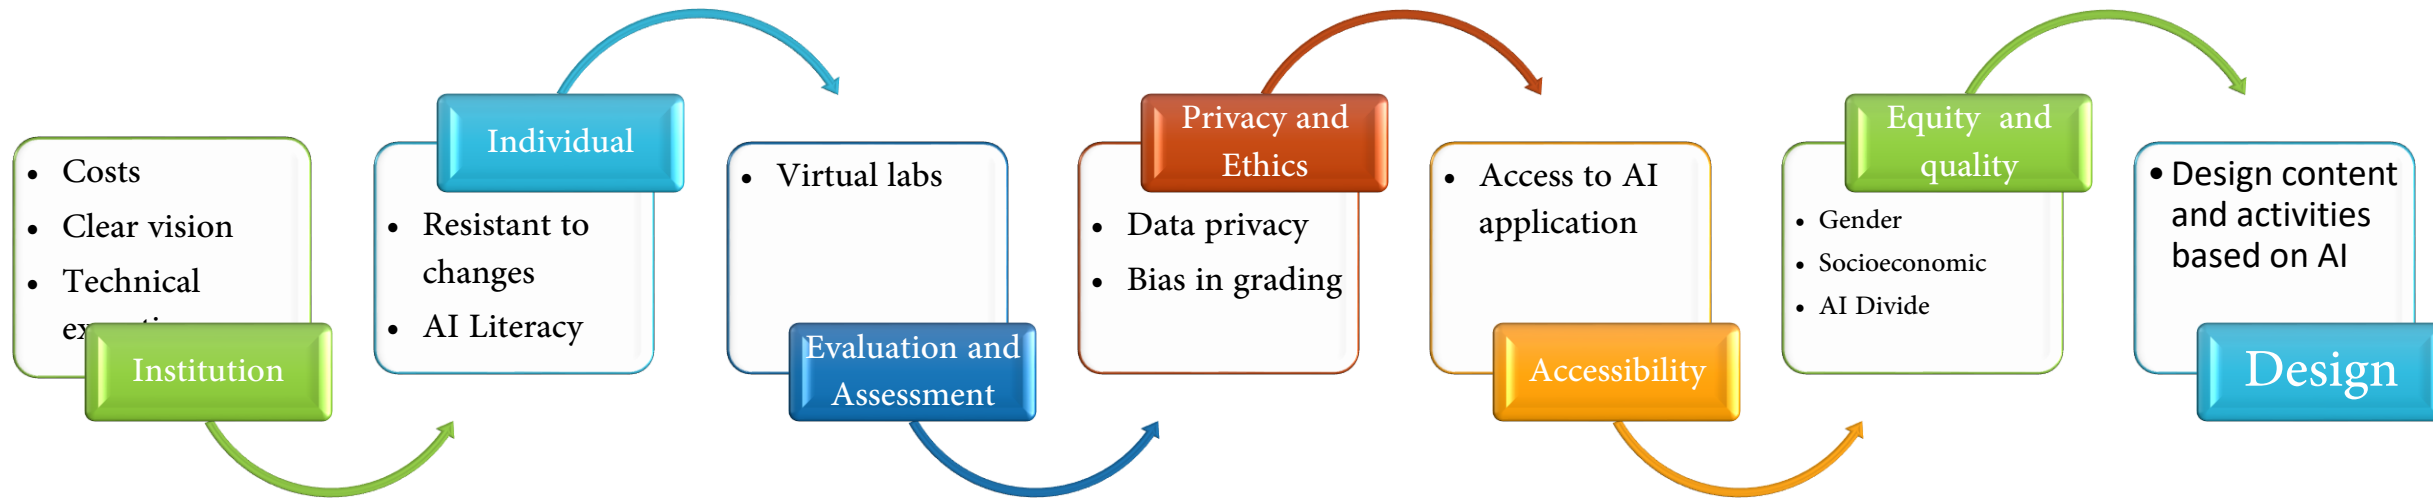 • Costs
• Clear vision
• Technical
Institution
Individual
• Resistant to
changes
• AI Literacy
• Virtual labs
Evaluation and
Assessment
Privacy and
Ethics
• Data privacy
• Bias in grading
• Access to AI
application
Accessibility
Equity and
quality
• Gender
• Socioeconomic
• AI Divide
• Design content
and activities
based on AI
Design